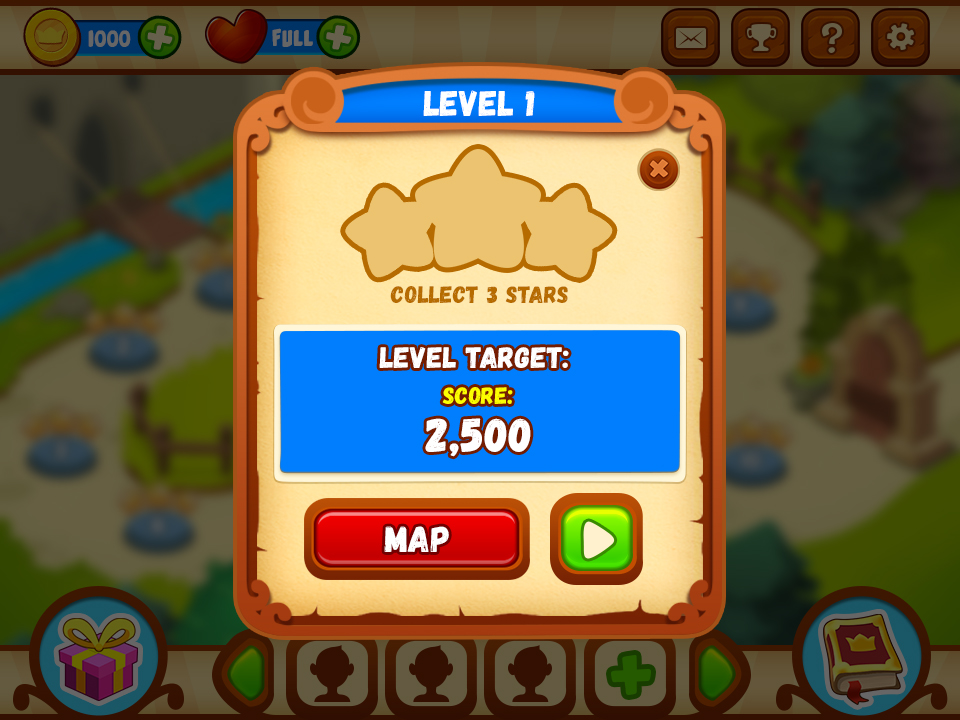 1000
FULL
LEVEL 1
COLLECT 3 STARS
LEVEL TARGET:
SCORE:
2,500
MAP